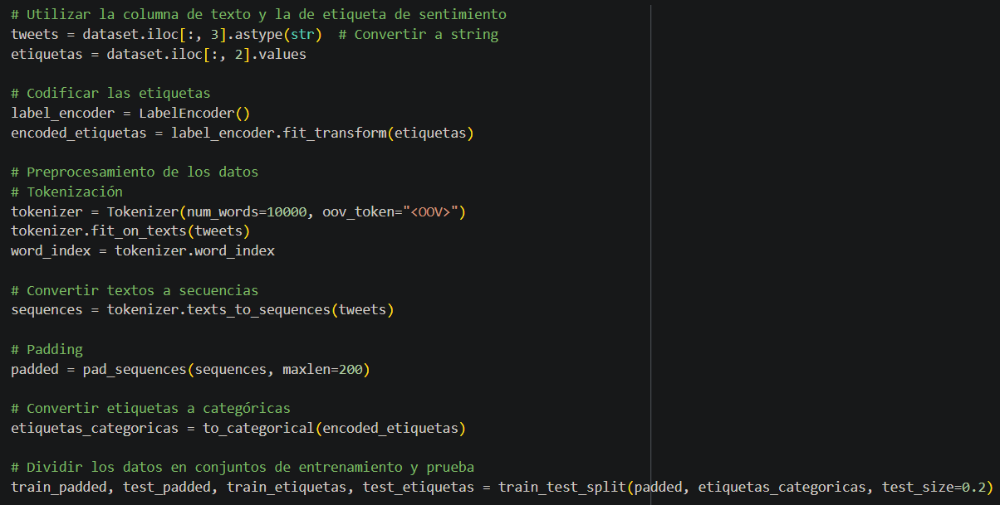 # Utilizar la columna de texto y la de etiqueta de sentimiento
tweets = dataset.iloc[:, 3].astype(str)  # Convertir a string
etiquetas = dataset.iloc[:, 2].values
# Codificar las etiquetas
label_encoder = LabelEncoder()
encoded_etiquetas = label_encoder.fit_transform(etiquetas)
# Preprocesamiento de los datos
# Tokenización
tokenizer = Tokenizer(num_words=10000, oov_token="<OOV>")
tokenizer.fit_on_texts(tweets)
word_index = tokenizer.word_index
# Convertir textos a secuencias
sequences = tokenizer.texts_to_sequences(tweets)
# Padding
padded = pad_sequences(sequences, maxlen=200)
# Convertir etiquetas a categóricas
etiquetas_categoricas = to_categorical(encoded_etiquetas)
# Dividir los datos en conjuntos de entrenamiento y prueba
train_padded, test_padded, train_etiquetas, test_etiquetas = train_test_split(padded, etiquetas_categoricas, test_size=0.2)